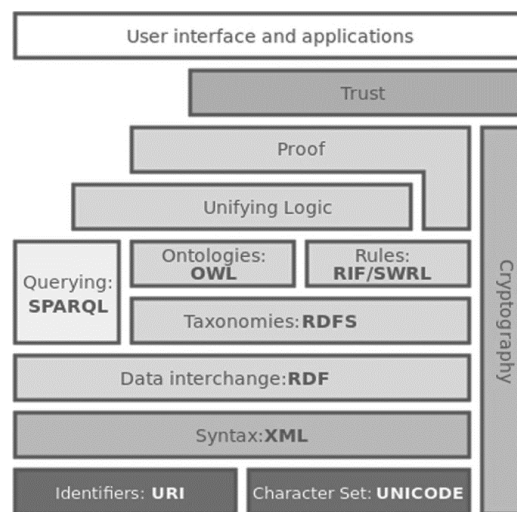 User interface and applications
Trust
Proof
Unifying Logic
Querying:
SPARQL
Ontologies:
OWL
Rules:
RIF/SWRL
Taxonomies:RDFS
Data interchange:RDF
Syntax:XML
Identifiers: URI
Character Set: UNICODE
Cryptography